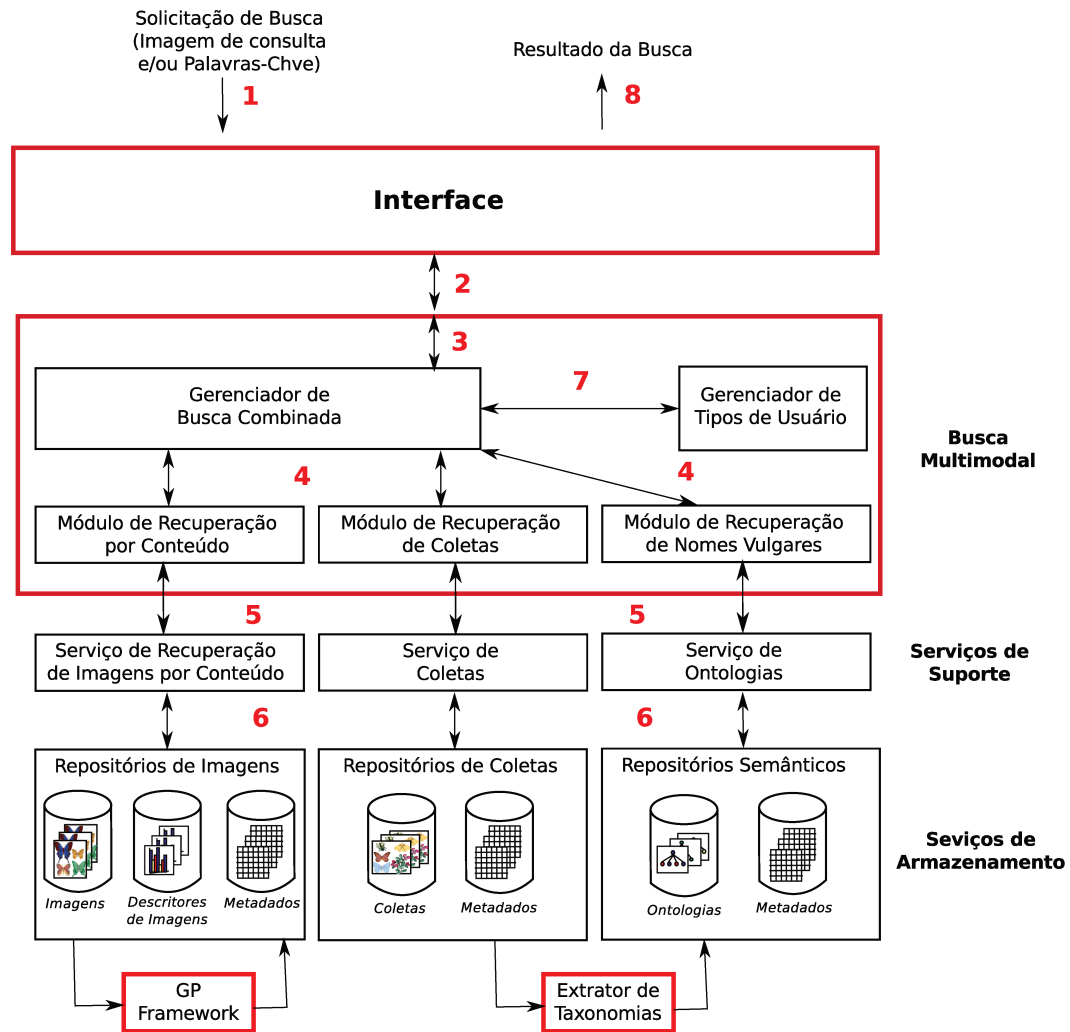 Solicitação de Busca
(Imagem de consulta
e/ou Palavras-Chve)
1
Resultado da Busca
8
Interface
2
3
Gerenciador de
Busca Combinada
7
Gerenciador de
Tipos de Usuário
Busca
Multimodal
4
4
Módulo de Recuperação
por Conteúdo
Módulo de Recuperação
de Coletas
Módulo de Recuperação
de Nomes Vulgares
5
5
Serviço de Recuperação
de Imagens por Conteúdo
Serviço de
Coletas
Serviço de
Ontologias
Serviços de
Suporte
6
6
Repositórios de Imagens
Imagens
Descritores
de Imagens
Metadados
Repositórios de Coletas
Coletas
Metadados
Repositórios Semânticos
Ontologias
Metadados
Seviços de
Armazenamento
GP
Framework
Extrator de
Taxonomias